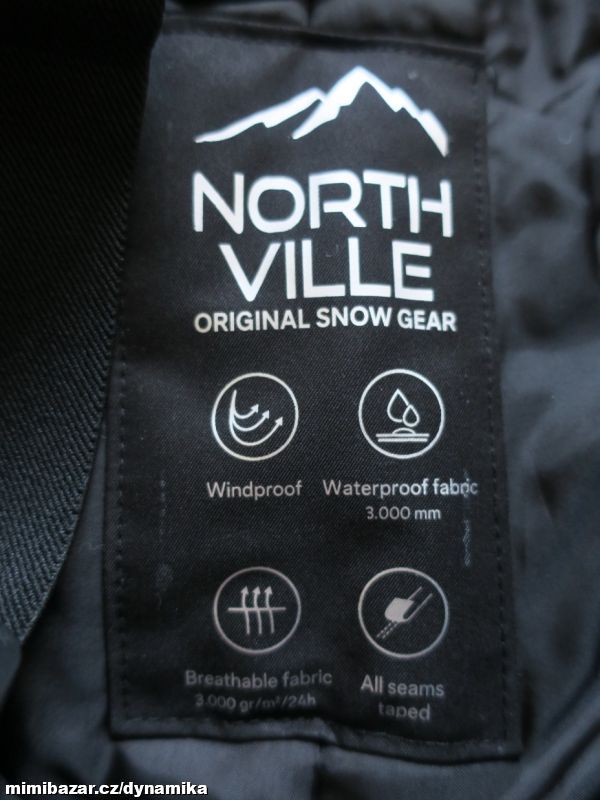 NORTH
VILLE
ORIGINAL SNOW GEAR
Windproof
Waterproof fabric
3.000 mm
Breathable fabric
3.000 gr/m²/24h
All seams
taped
mimibazar.cz/dynamika